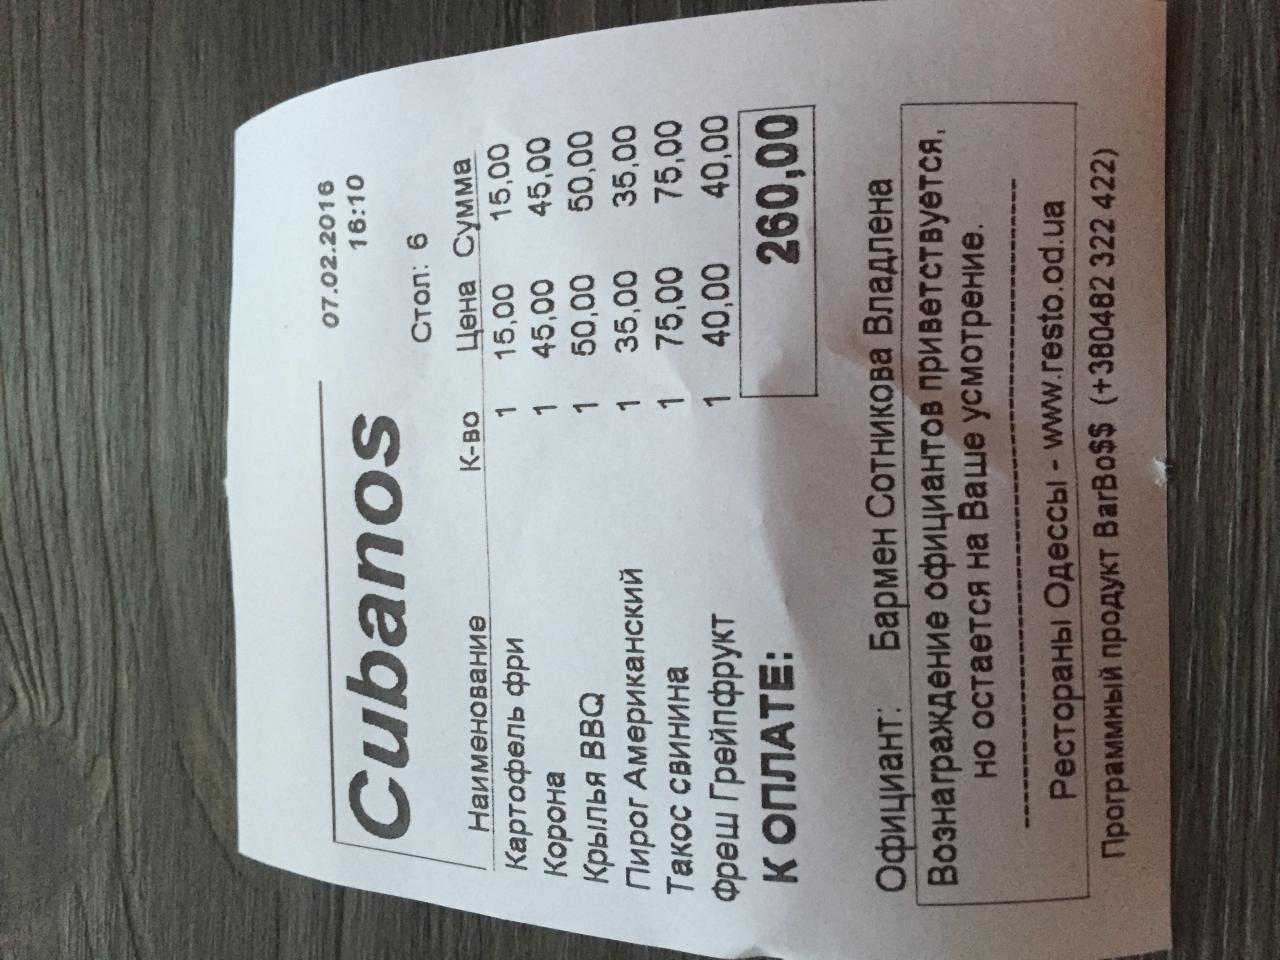 07.02.2016
16:10
Cubanos
Стол: 6
Наименование К-во Цена Сумма
Картофель фри 1 15,00 15,00
Корона 1 45,00 45,00
Крылья BBQ 1 50,00 50,00
Пирог Американский 1 35,00 35,00
Такос свинина 1 75,00 75,00
Фреш Грейпфрукт 1 40,00 40,00
К ОПЛАТЕ: 260,00
Официант: Бармен Сотникова Владлена
Вознаграждение официантов приветствуется,
но остается на Ваше усмотрение.
--------------------------------------------------
Рестораны Одессы - www.resto.od.ua
Программный продукт BarBo$$ (+380482 322 422)